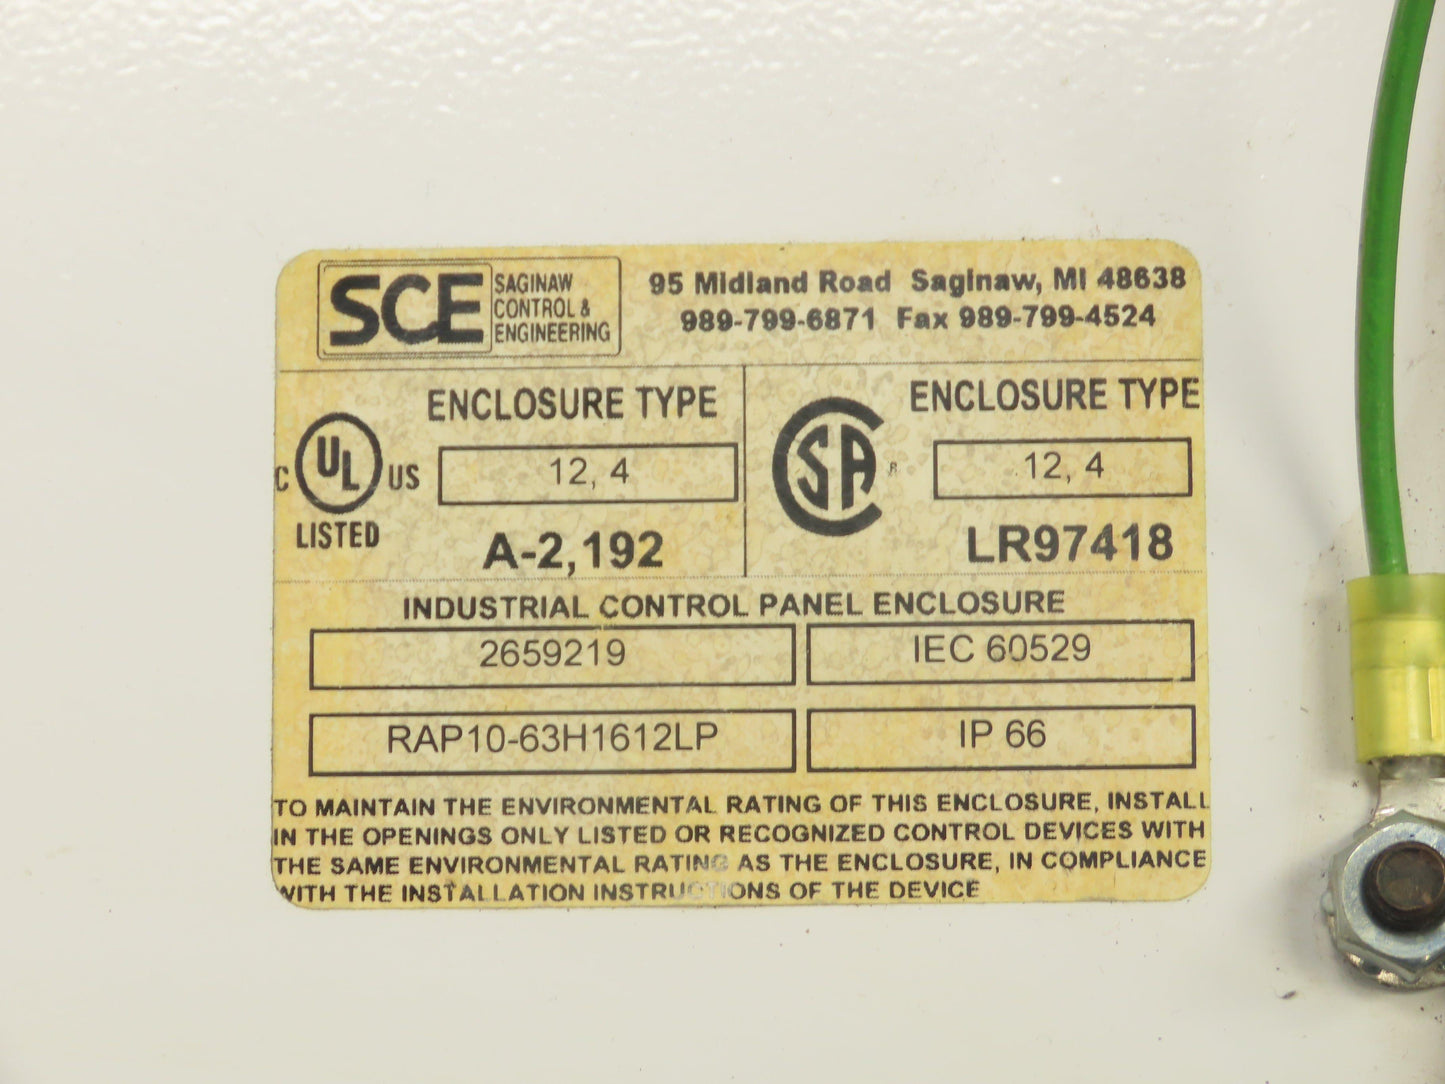 SCE SAGINAW CONTROL & ENGINEERING
95 Midland Road Saginaw, MI 48638
989-799-6871 Fax 989-799-4524
C UL US LISTED
ENCLOSURE TYPE
12, 4
A-2,192
CSA ®
ENCLOSURE TYPE
12, 4
LR97418
INDUSTRIAL CONTROL PANEL ENCLOSURE
2659219
IEC 60529
RAP10-63H1612LP
IP 66
TO MAINTAIN THE ENVIRONMENTAL RATING OF THIS ENCLOSURE, INSTALL
IN THE OPENINGS ONLY LISTED OR RECOGNIZED CONTROL DEVICES WITH
THE SAME ENVIRONMENTAL RATING AS THE ENCLOSURE, IN COMPLIANCE
WITH THE INSTALLATION INSTRUCTIONS OF THE DEVICE